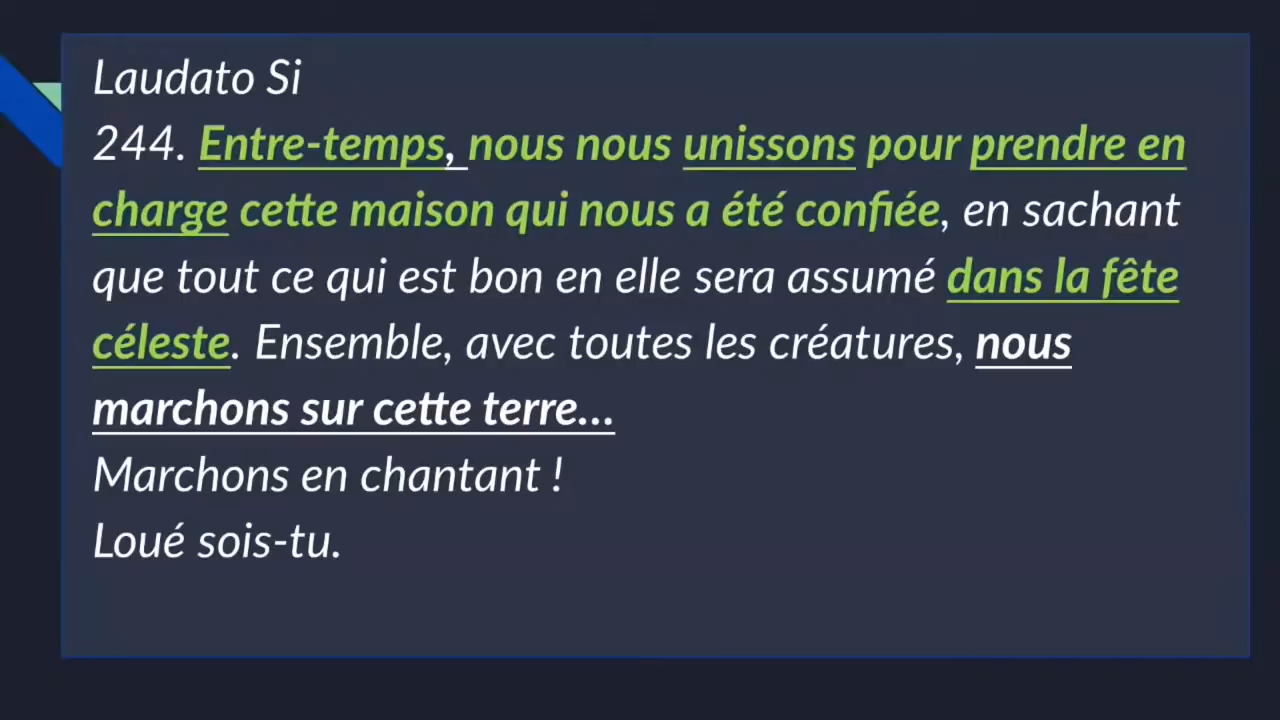 Laudato Si
244. Entre-temps, nous nous unissons pour prendre en
charge cette maison qui nous a été confiée, en sachant
que tout ce qui est bon en elle sera assumé dans la fête
céleste. Ensemble, avec toutes les créatures, nous
marchons sur cette terre...
Marchons en chantant !
Loué sois-tu.